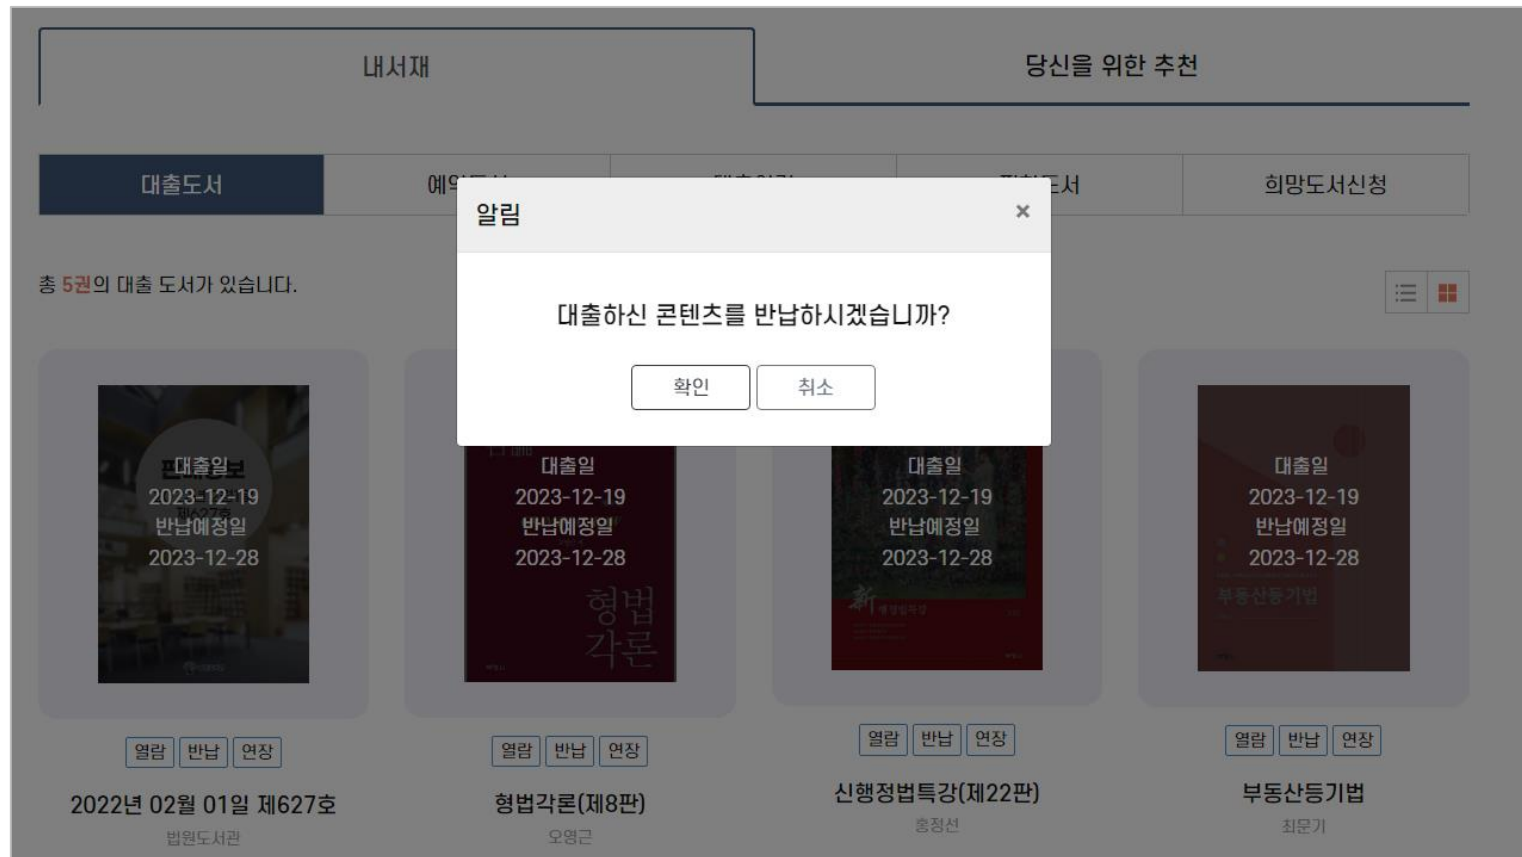 내서재
당신을 위한 추천
대출도서
희망도서신청
알림
×
총 5권의 대출 도서가 있습니다.
대출하신 콘텐츠를 반납하시겠습니까?
확인
취소
대출일
2023-12-19
반납예정일
2023-12-28
형법
각론
대출일
2023-12-19
반납예정일
2023-12-28
대출일
2023-12-19
반납예정일
2023-12-28
新
대출일
2023-12-19
반납예정일
2023-12-28
부동산등기법
열람 반납 연장
2022년 02월 01일 제627호
법원도서관
열람 반납 연장
형법각론(제8판)
오영근
열람 반납 연장
신행정법특강(제22판)
홍정선
열람 반납 연장
부동산등기법
최문기